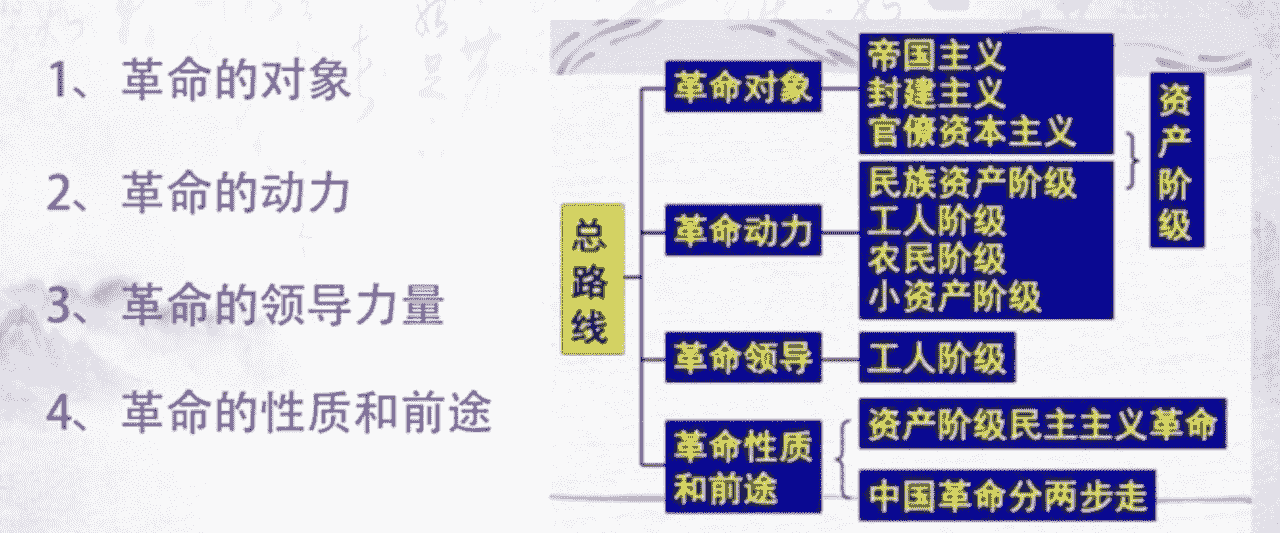 1、革命的对象
2、革命的动力
3、革命的领导力量
4、革命的性质和前途
总路线
革命对象
帝国主义
封建主义
官僚资本主义
革命动力
民族资产阶级
工人阶级
农民阶级
小资产阶级
资产阶级
革命领导
工人阶级
革命性质
和前途
资产阶级民主主义革命
中国革命分两步走